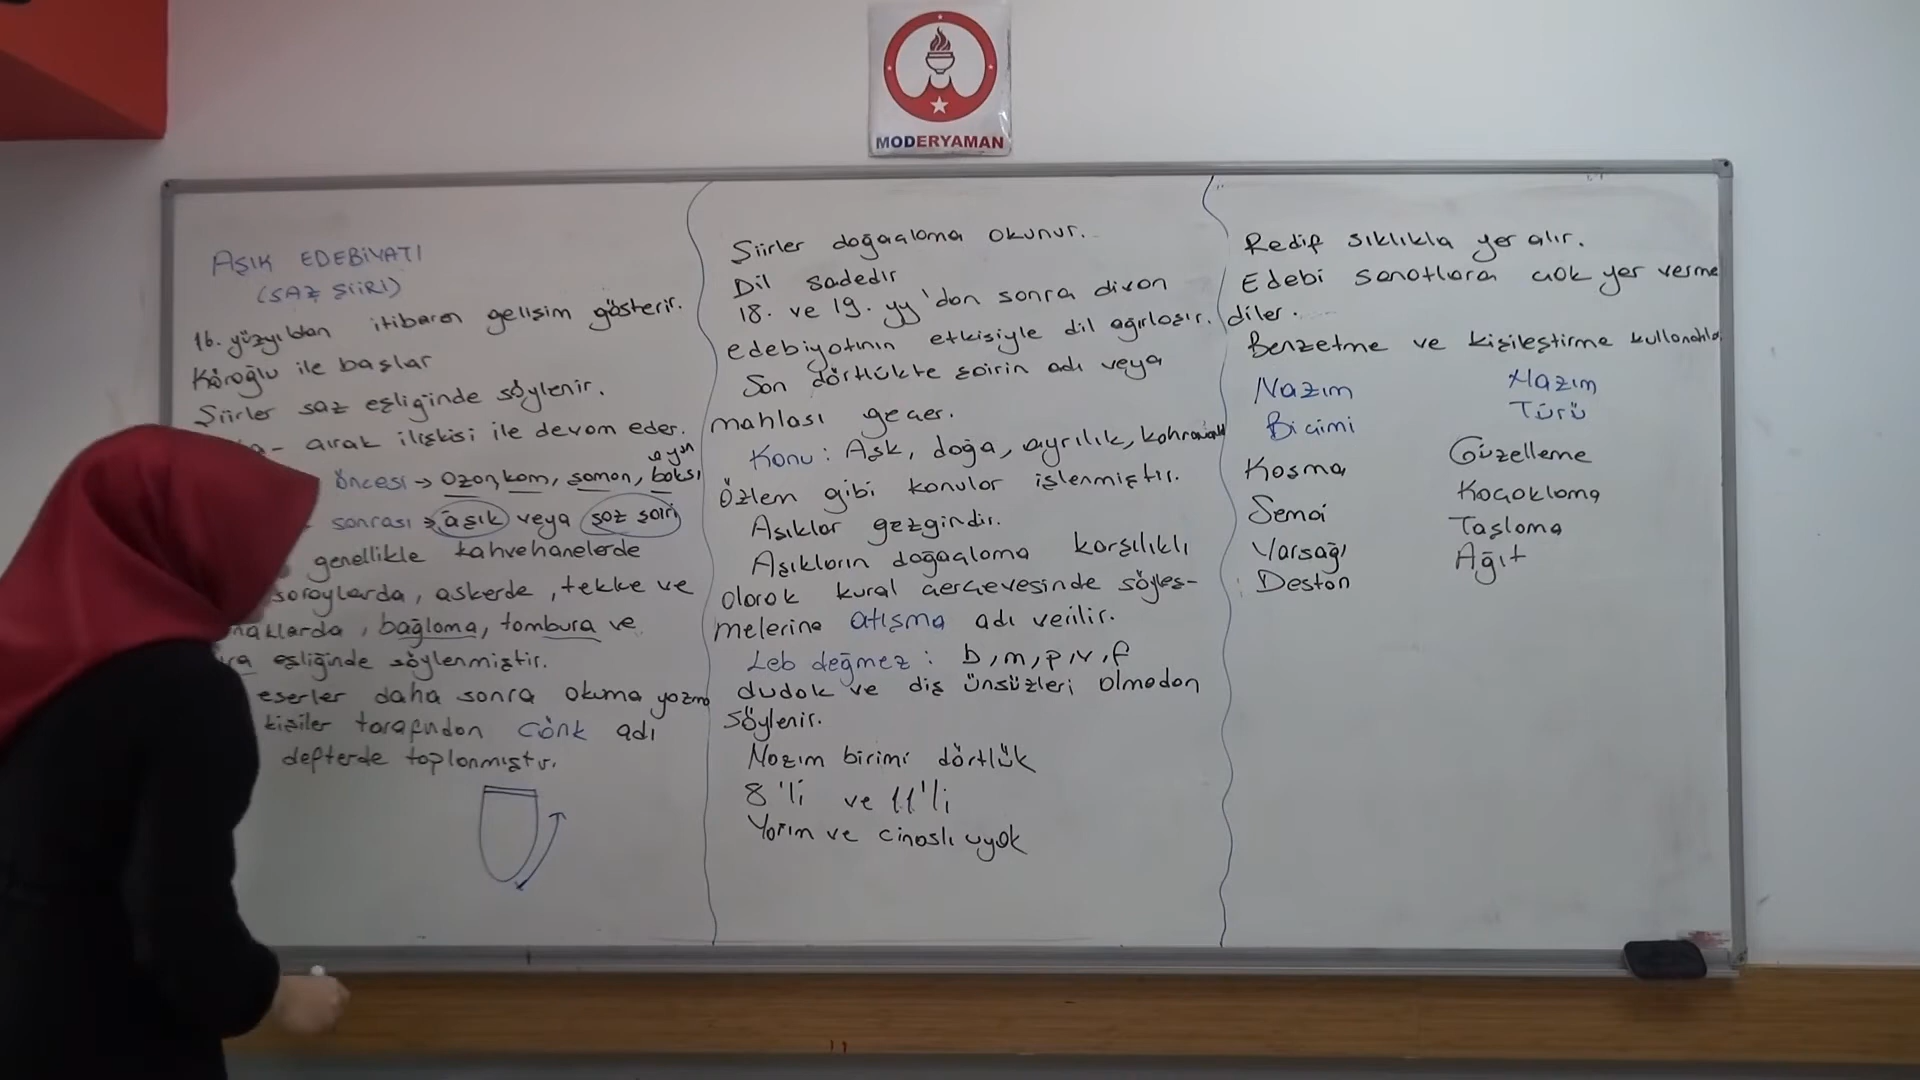 MODERYAMAN
AŞIK EDEBİYATI
(SAZ ŞİİRİ)
16. yüzyıldan itibaren gelişim gösterir.
Köroğlu ile başlar
Şiirler saz eşliğinde söylenir.
- çırak ilişkisi ile devam eder.
öncesi → Ozan, kam, şaman, baksı
oyun
sonrası → aşık veya saz şairi
genellikle kahvehanelerde
saraylarda, askerde, tekke ve
bağlama, tombura ve
eşliğinde söylenmiştir.
eserler daha sonra okuma yazma
kişiler tarafından Cönk adı
defterde toplanmıştır.
Şiirler doğaçlama okunur.
Dil sadedir
18. ve 19. yy'dan sonra divan
edebiyatının etkisiyle dil ağırlaşır.
Son dörtlükte şairin adı veya
mahlası geçer.
Konu: Aşk, doğa, ayrılık, kahramanlık
Özlem gibi konular işlenmiştir.
Aşıklar gezgindir.
Aşıkların doğaçlama karşılıklı
olarak kural çerçevesinde söyleş-
melerine atışma adı verilir.
Leb değmez: b, m, p, v, f
dudak ve diş ünsüzleri olmadan
söylenir.
Nazım birimi dörtlük
8'li ve 11'li
Yarım ve cinaslı uyak
Redif sıklıkla yer alır.
Edebi sanatlara çok yer verme
diler.
Benzetme ve kişileştirme
Nazım
Biçimi
Koşma
Semai
Varsağı
Destan
Nazım
Türü
Güzelleme
Koçaklama
Taşlama
Ağıt